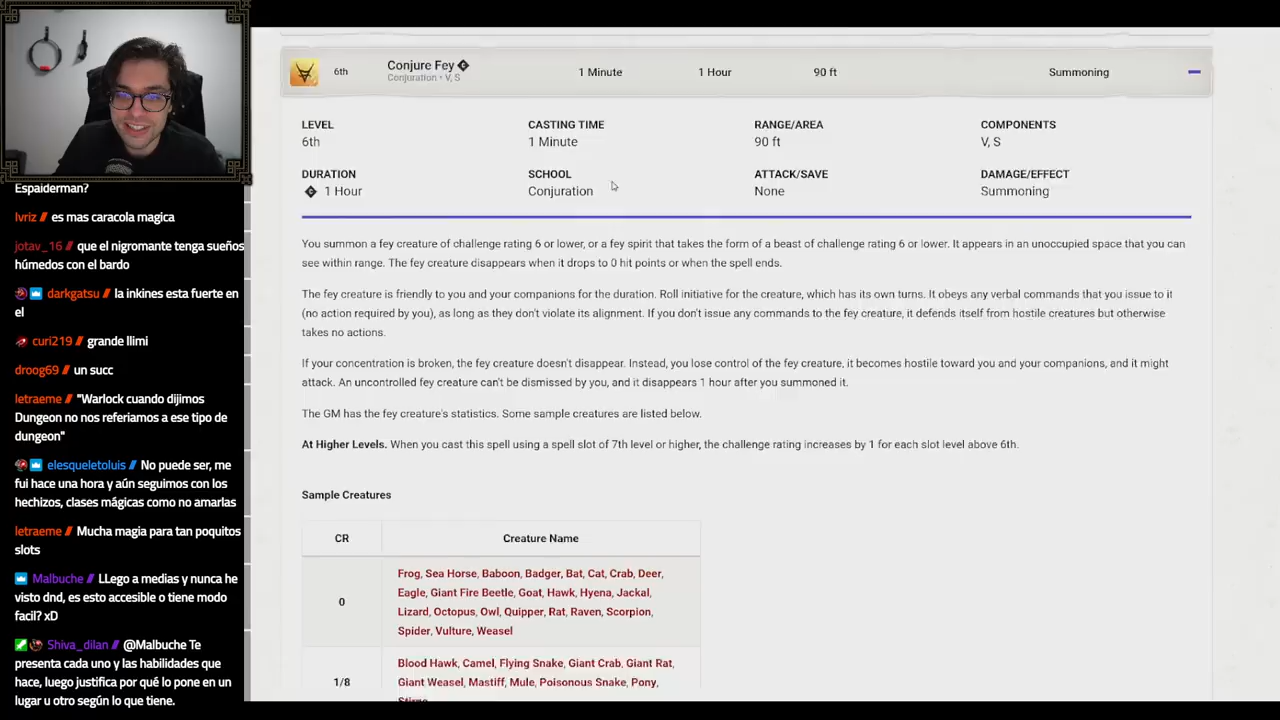 Espaiderman?
lvriz // es mas caracola magica
jotav_16 // que el nigromante tenga sueños
húmedos con el bardo
darkgatsu // la inkines esta fuerte en
el
curi219 // grande llimi
droog69 // un succ
letraeme // "Warlock cuando dijimos
Dungeon no nos referiamos a ese tipo de
dungeon"
elesqueletoluis // No puede ser, me
fui hace una hora y aún seguimos con los
hechizos, clases mágicas como no amarlas
letraeme // Mucha magia para tan poquitos
slots
Malbuche // LLego a medias y nunca he
visto dnd, es esto accesible o tiene modo
facil? xD
Shiva_dilan // @Malbuche Te
presenta cada uno y las habilidades que
hace, luego justifica por qué lo pone en un
lugar u otro según lo que tiene.
6th Conjure Fey C 1 Minute 1 Hour 90 ft Summoning
Conjuration • V, S
LEVEL CASTING TIME RANGE/AREA COMPONENTS
6th 1 Minute 90 ft V, S
DURATION SCHOOL ATTACK/SAVE DAMAGE/EFFECT
C 1 Hour Conjuration None Summoning
You summon a fey creature of challenge rating 6 or lower, or a fey spirit that takes the form of a beast of challenge rating 6 or lower. It appears in an unoccupied space that you can
see within range. The fey creature disappears when it drops to 0 hit points or when the spell ends.
The fey creature is friendly to you and your companions for the duration. Roll initiative for the creature, which has its own turns. It obeys any verbal commands that you issue to it
(no action required by you), as long as they don't violate its alignment. If you don't issue any commands to the fey creature, it defends itself from hostile creatures but otherwise
takes no actions.
If your concentration is broken, the fey creature doesn't disappear. Instead, you lose control of the fey creature, it becomes hostile toward you and your companions, and it might
attack. An uncontrolled fey creature can't be dismissed by you, and it disappears 1 hour after you summoned it.
The GM has the fey creature's statistics. Some sample creatures are listed below.
At Higher Levels. When you cast this spell using a spell slot of 7th level or higher, the challenge rating increases by 1 for each slot level above 6th.
Sample Creatures
CR Creature Name
0
Frog, Sea Horse, Baboon, Badger, Bat, Cat, Crab, Deer,
Eagle, Giant Fire Beetle, Goat, Hawk, Hyena, Jackal,
Lizard, Octopus, Owl, Quipper, Rat, Raven, Scorpion,
Spider, Vulture, Weasel
1/8
Blood Hawk, Camel, Flying Snake, Giant Crab, Giant Rat,
Giant Weasel, Mastiff, Mule, Poisonous Snake, Pony,